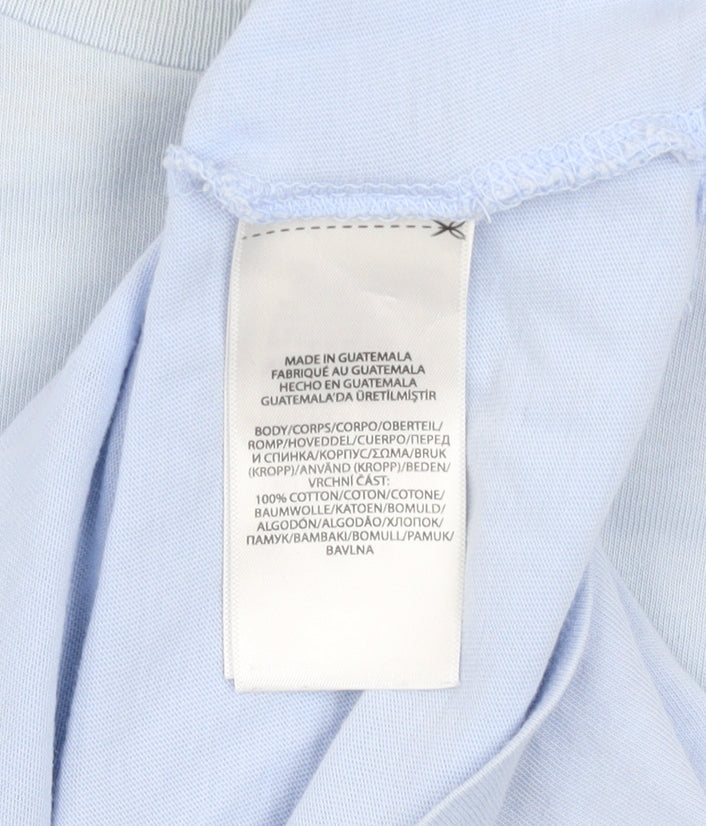 MADE IN GUATEMALA
FABRIQUÉ AU GUATEMALA
HECHO EN GUATEMALA
GUATEMALA'DA ÜRETİLMİŞTİR
BODY/CORPS/CORPO/OBERTEIL/
ROMP/HOVEDDEL/CUERPO/ПЕРЕД
И СПИНКА/КОРПУС/ΣΩΜΑ/BRUK
(KROPP)/ANVÄND (KROPP)/BEDEN/
VRCHNÍ ČÁST:
100% COTTON/COTON/COTONE/
BAUMWOLLE/KATOEN/BOMULD/
ALGODÓN/ALGODÃO/ХЛОПОК/
ПАМУК/BAMBAKI/BOMULL/PAMUK/
BAVLNA